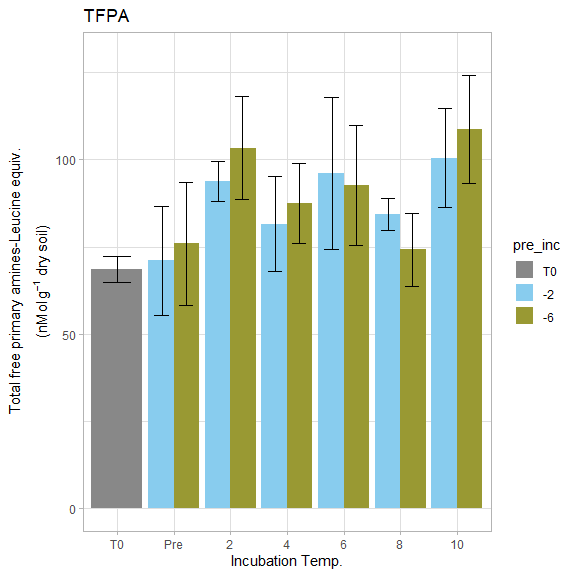 TFPA
Total free primary amines-Leucine equiv.
(nMol g⁻¹ dry soil)
100
50
0
T0 Pre 2 4 6 8 10
Incubation Temp.
pre_inc
T0
-2
-6